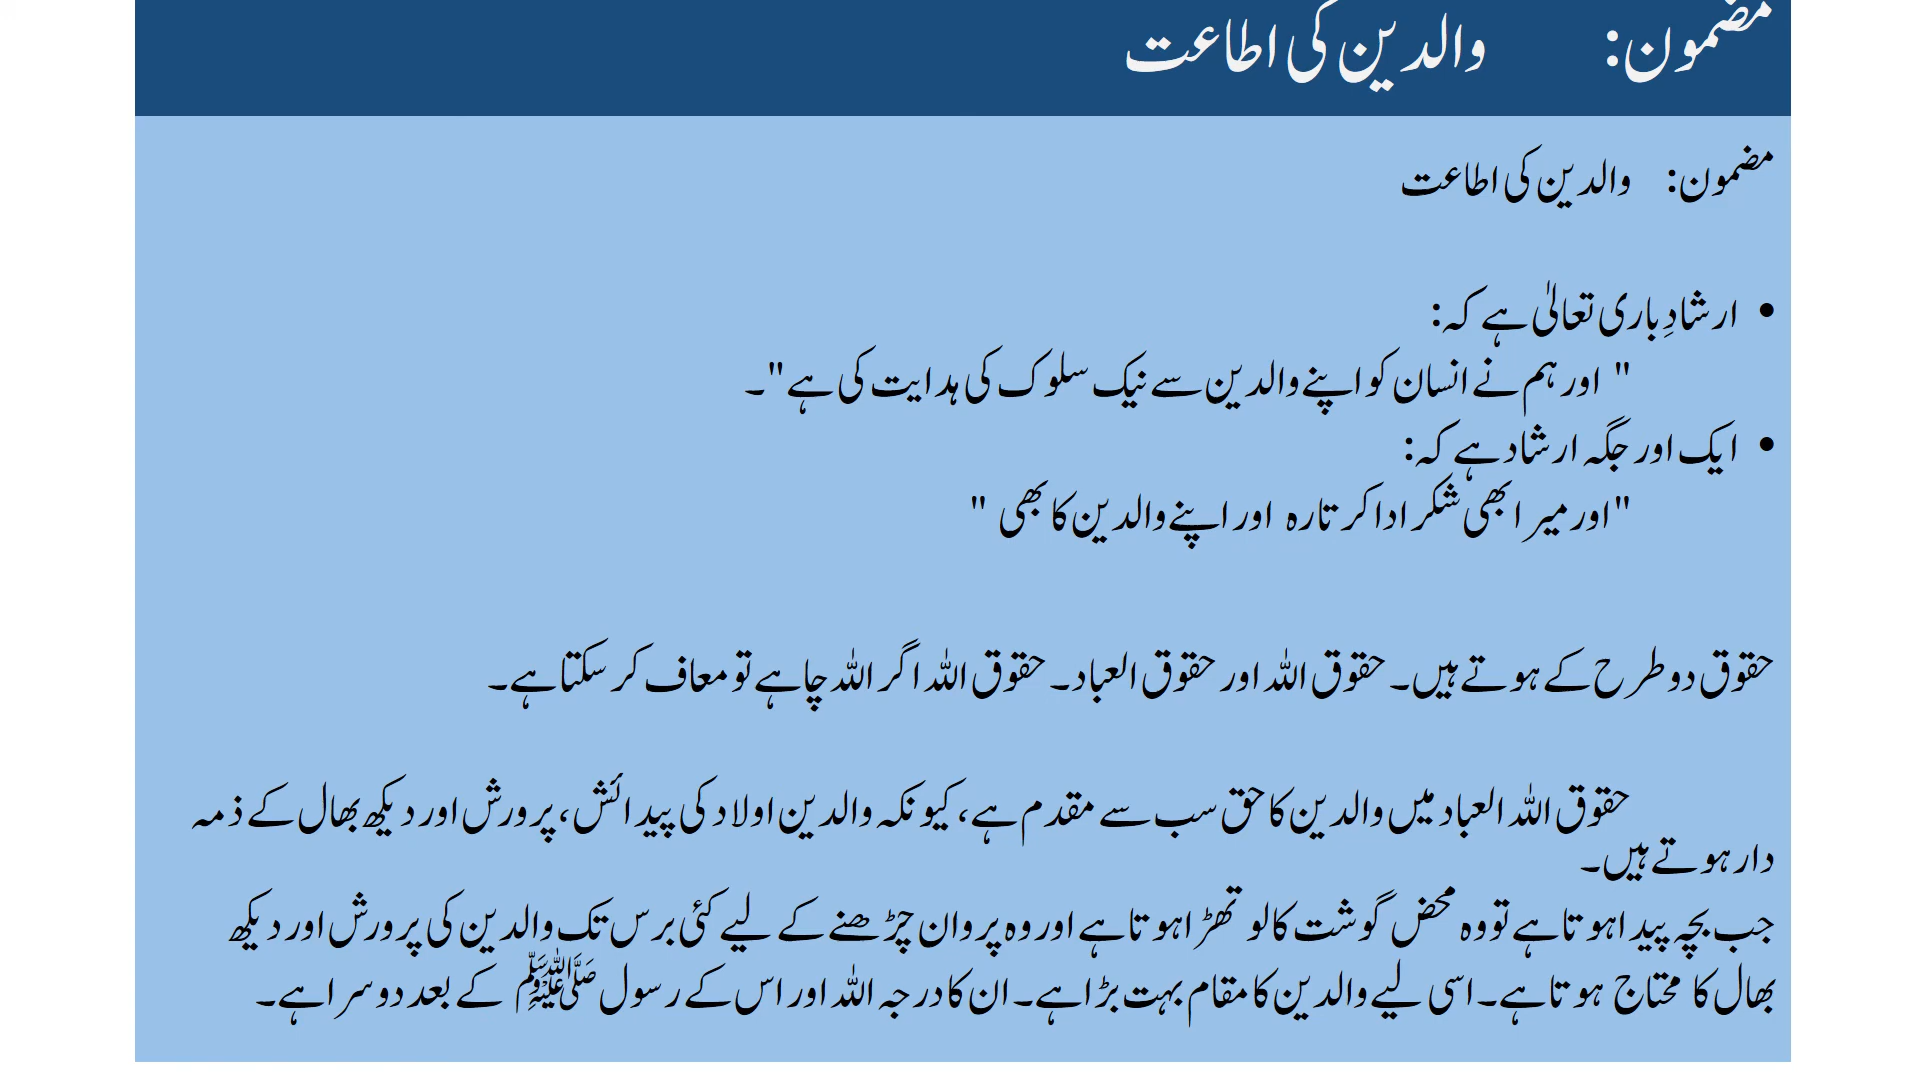 مضمون: والدین کی اطاعت
مضمون: والدین کی اطاعت
• ارشادِ باری تعالیٰ ہے کہ:
" اور ہم نے انسان کو اپنے والدین سے نیک سلوک کی ہدایت کی ہے"۔
• ایک اور جگہ ارشاد ہے کہ:
"اور میرا بھی شکر ادا کرتا رہ اور اپنے والدین کا بھی "
حقوق دو طرح کے ہوتے ہیں۔ حقوق اللہ اور حقوق العباد۔ حقوق اللہ اگر اللہ چاہے تو معاف کر سکتا ہے۔
حقوق اللہ العباد میں والدین کا حق سب سے مقدم ہے، کیونکہ والدین اولاد کی پیدائش، پرورش اور دیکھ بھال کے ذمہ
دار ہوتے ہیں۔
جب بچہ پیدا ہوتا ہے تو وہ محض گوشت کا لوتھڑا ہوتا ہے اور وہ پروان چڑھنے کے لیے کئی برس تک والدین کی پرورش اور دیکھ
بھال کا محتاج ہوتا ہے۔ اسی لیے والدین کا مقام بہت بڑا ہے۔ ان کا درجہ اللہ اور اس کے رسول ﷺ کے بعد دوسرا ہے۔